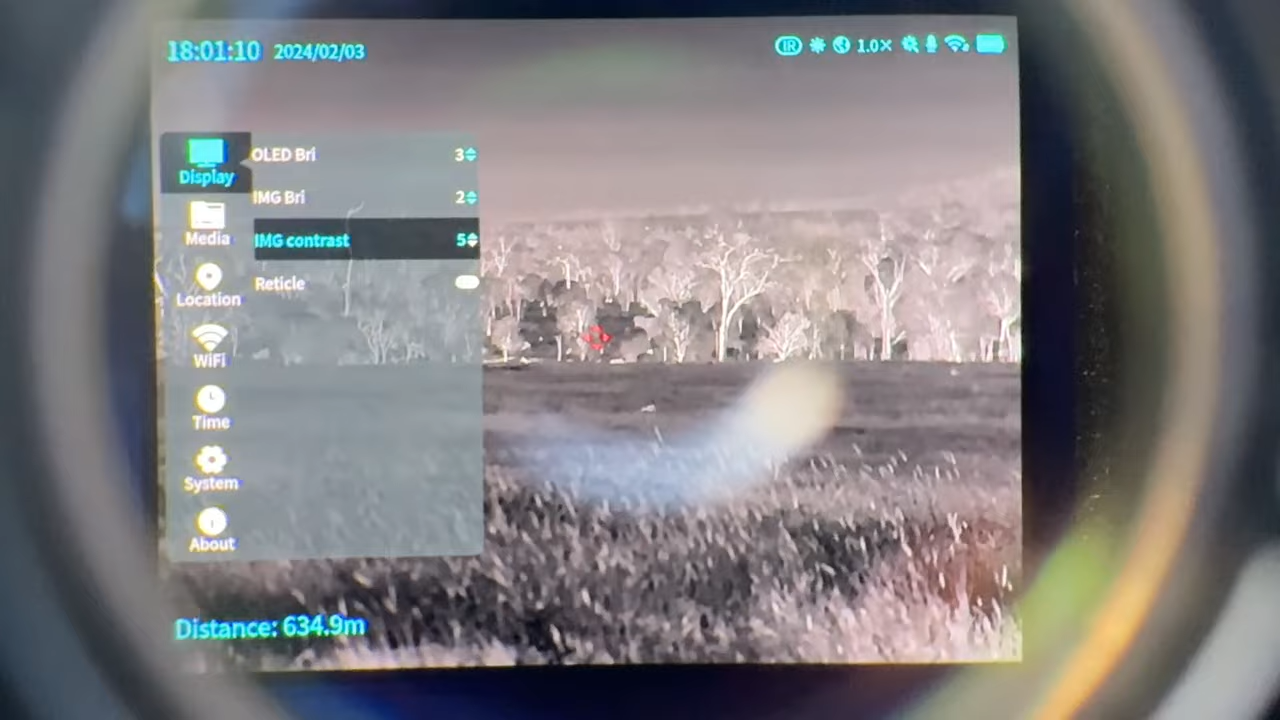 18:01:10 2024/02/03
IR 1.0×
Display
OLED Bri 3
IMG Bri 2
IMG contrast 5
Reticle
Media
Location
WiFi
Time
System
About
Distance: 634.9m